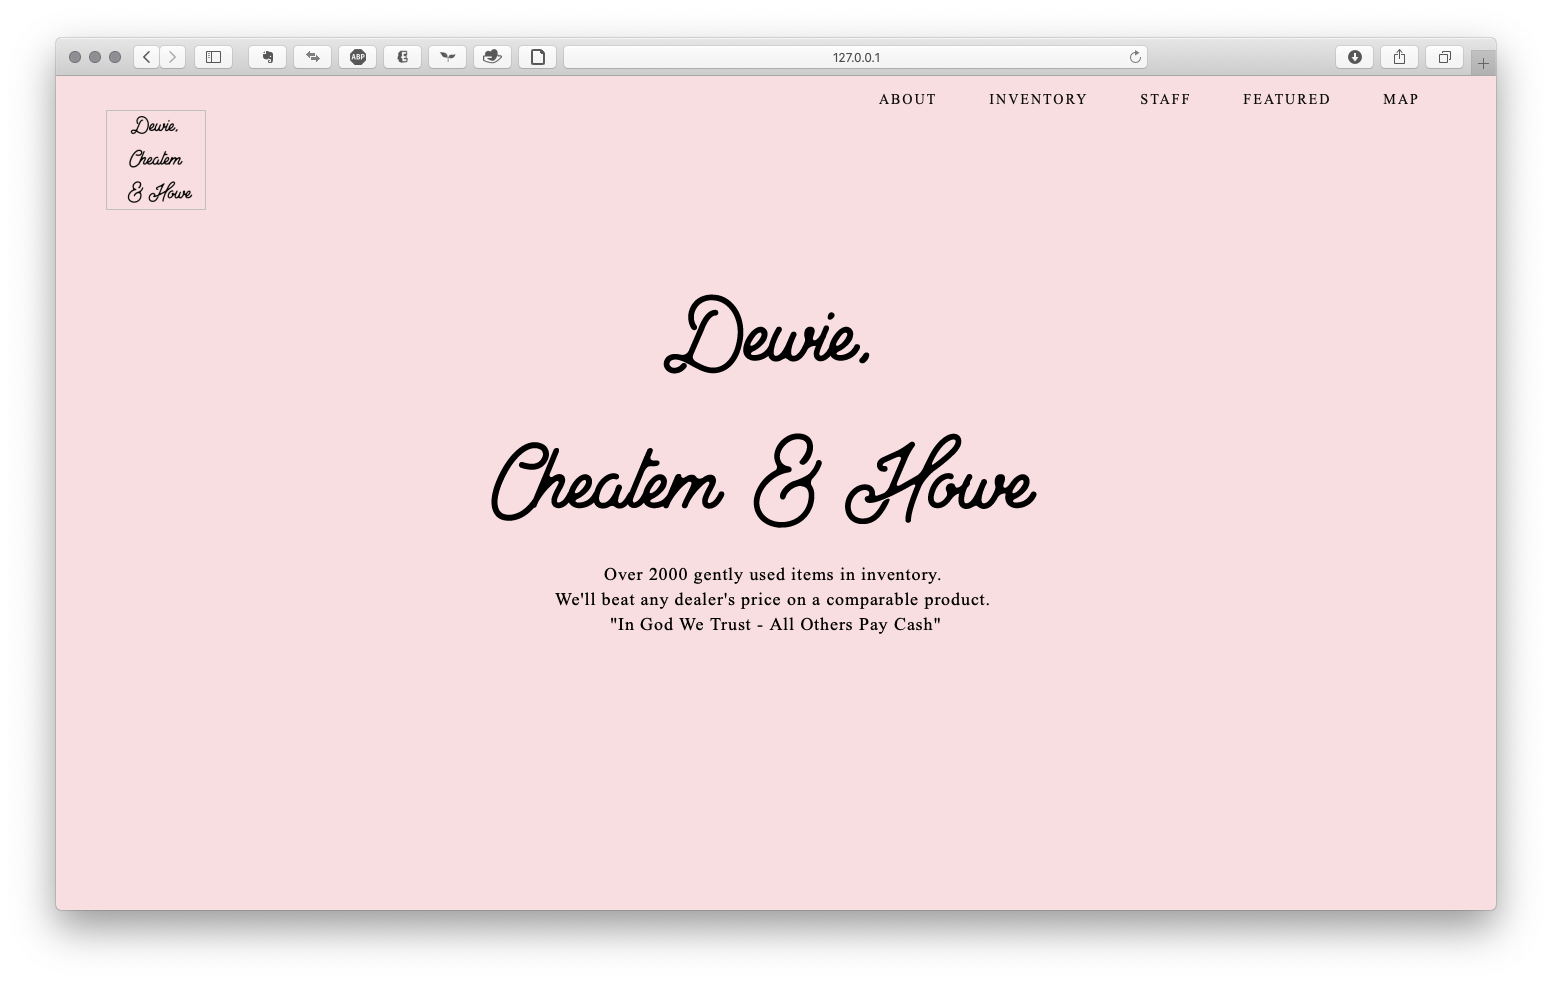 127.0.0.1
ABOUT INVENTORY STAFF FEATURED MAP
Dewie,
Cheatem
& Howe
Dewie,
Cheatem & Howe
Over 2000 gently used items in inventory.
We'll beat any dealer's price on a comparable product.
"In God We Trust - All Others Pay Cash"
ABP